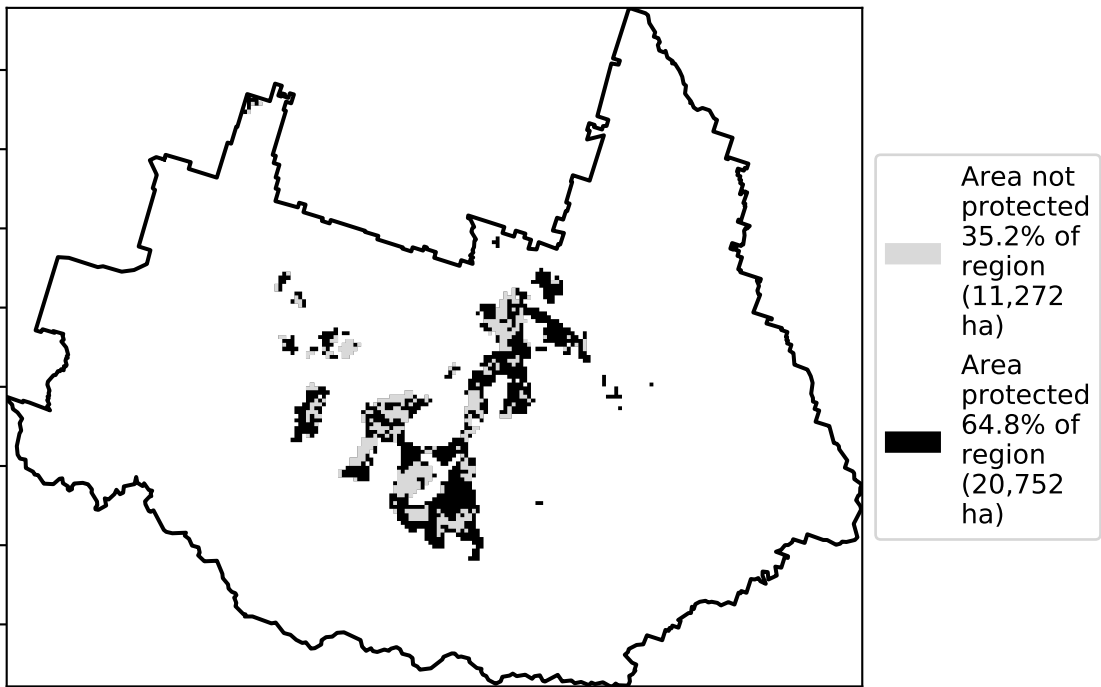 Area not
protected
35.2% of
region
(11,272
ha)
Area
protected
64.8% of
region
(20,752
ha)